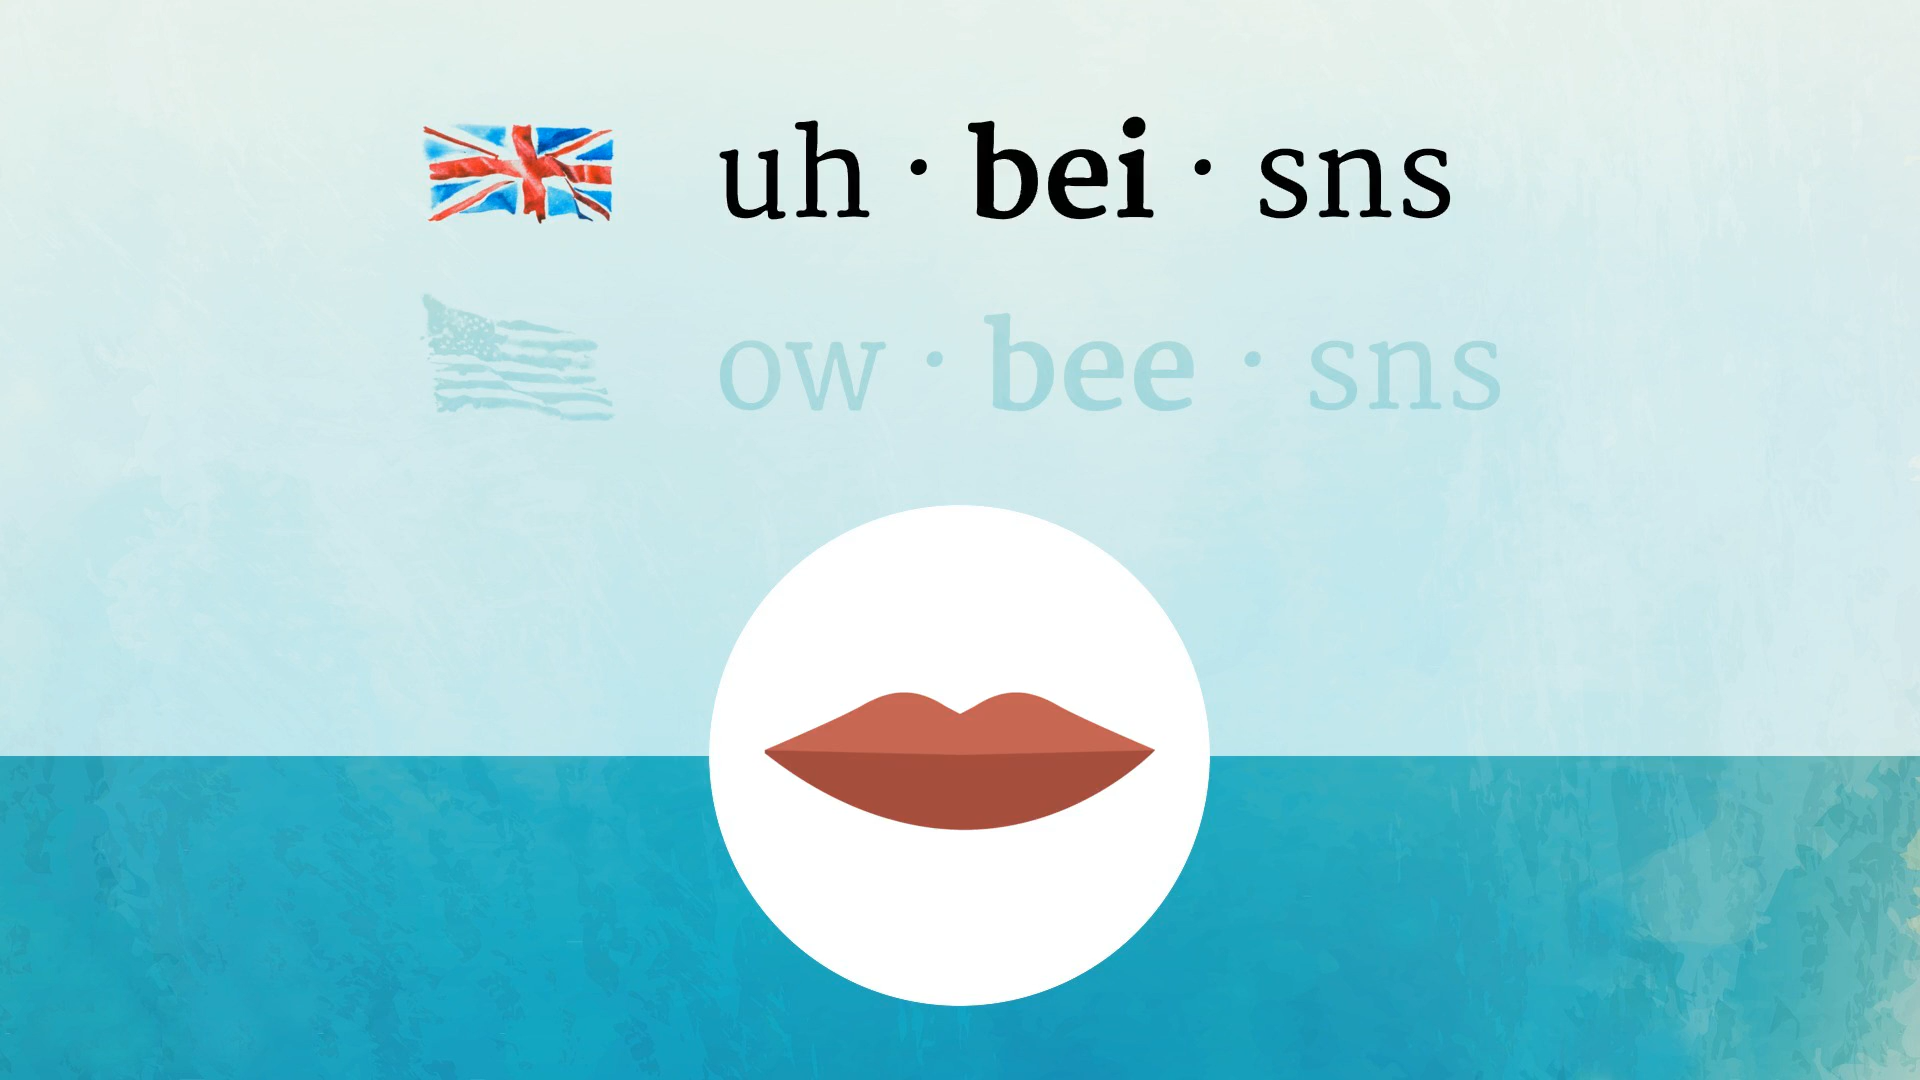 uh · bei · sns
ow · bee · sns